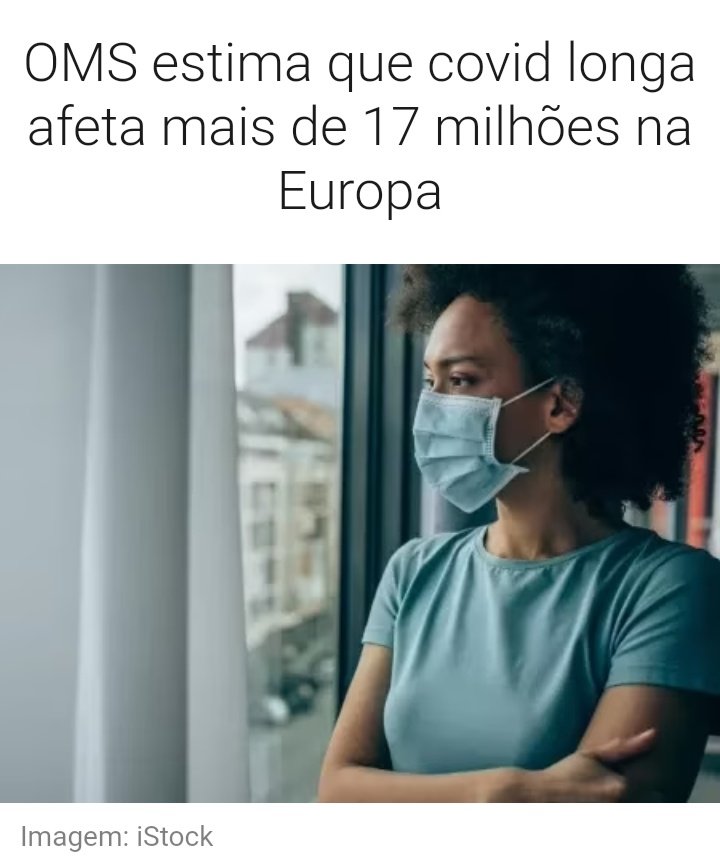 OMS estima que covid longa
afeta mais de 17 milhões na
Europa
Imagem: iStock